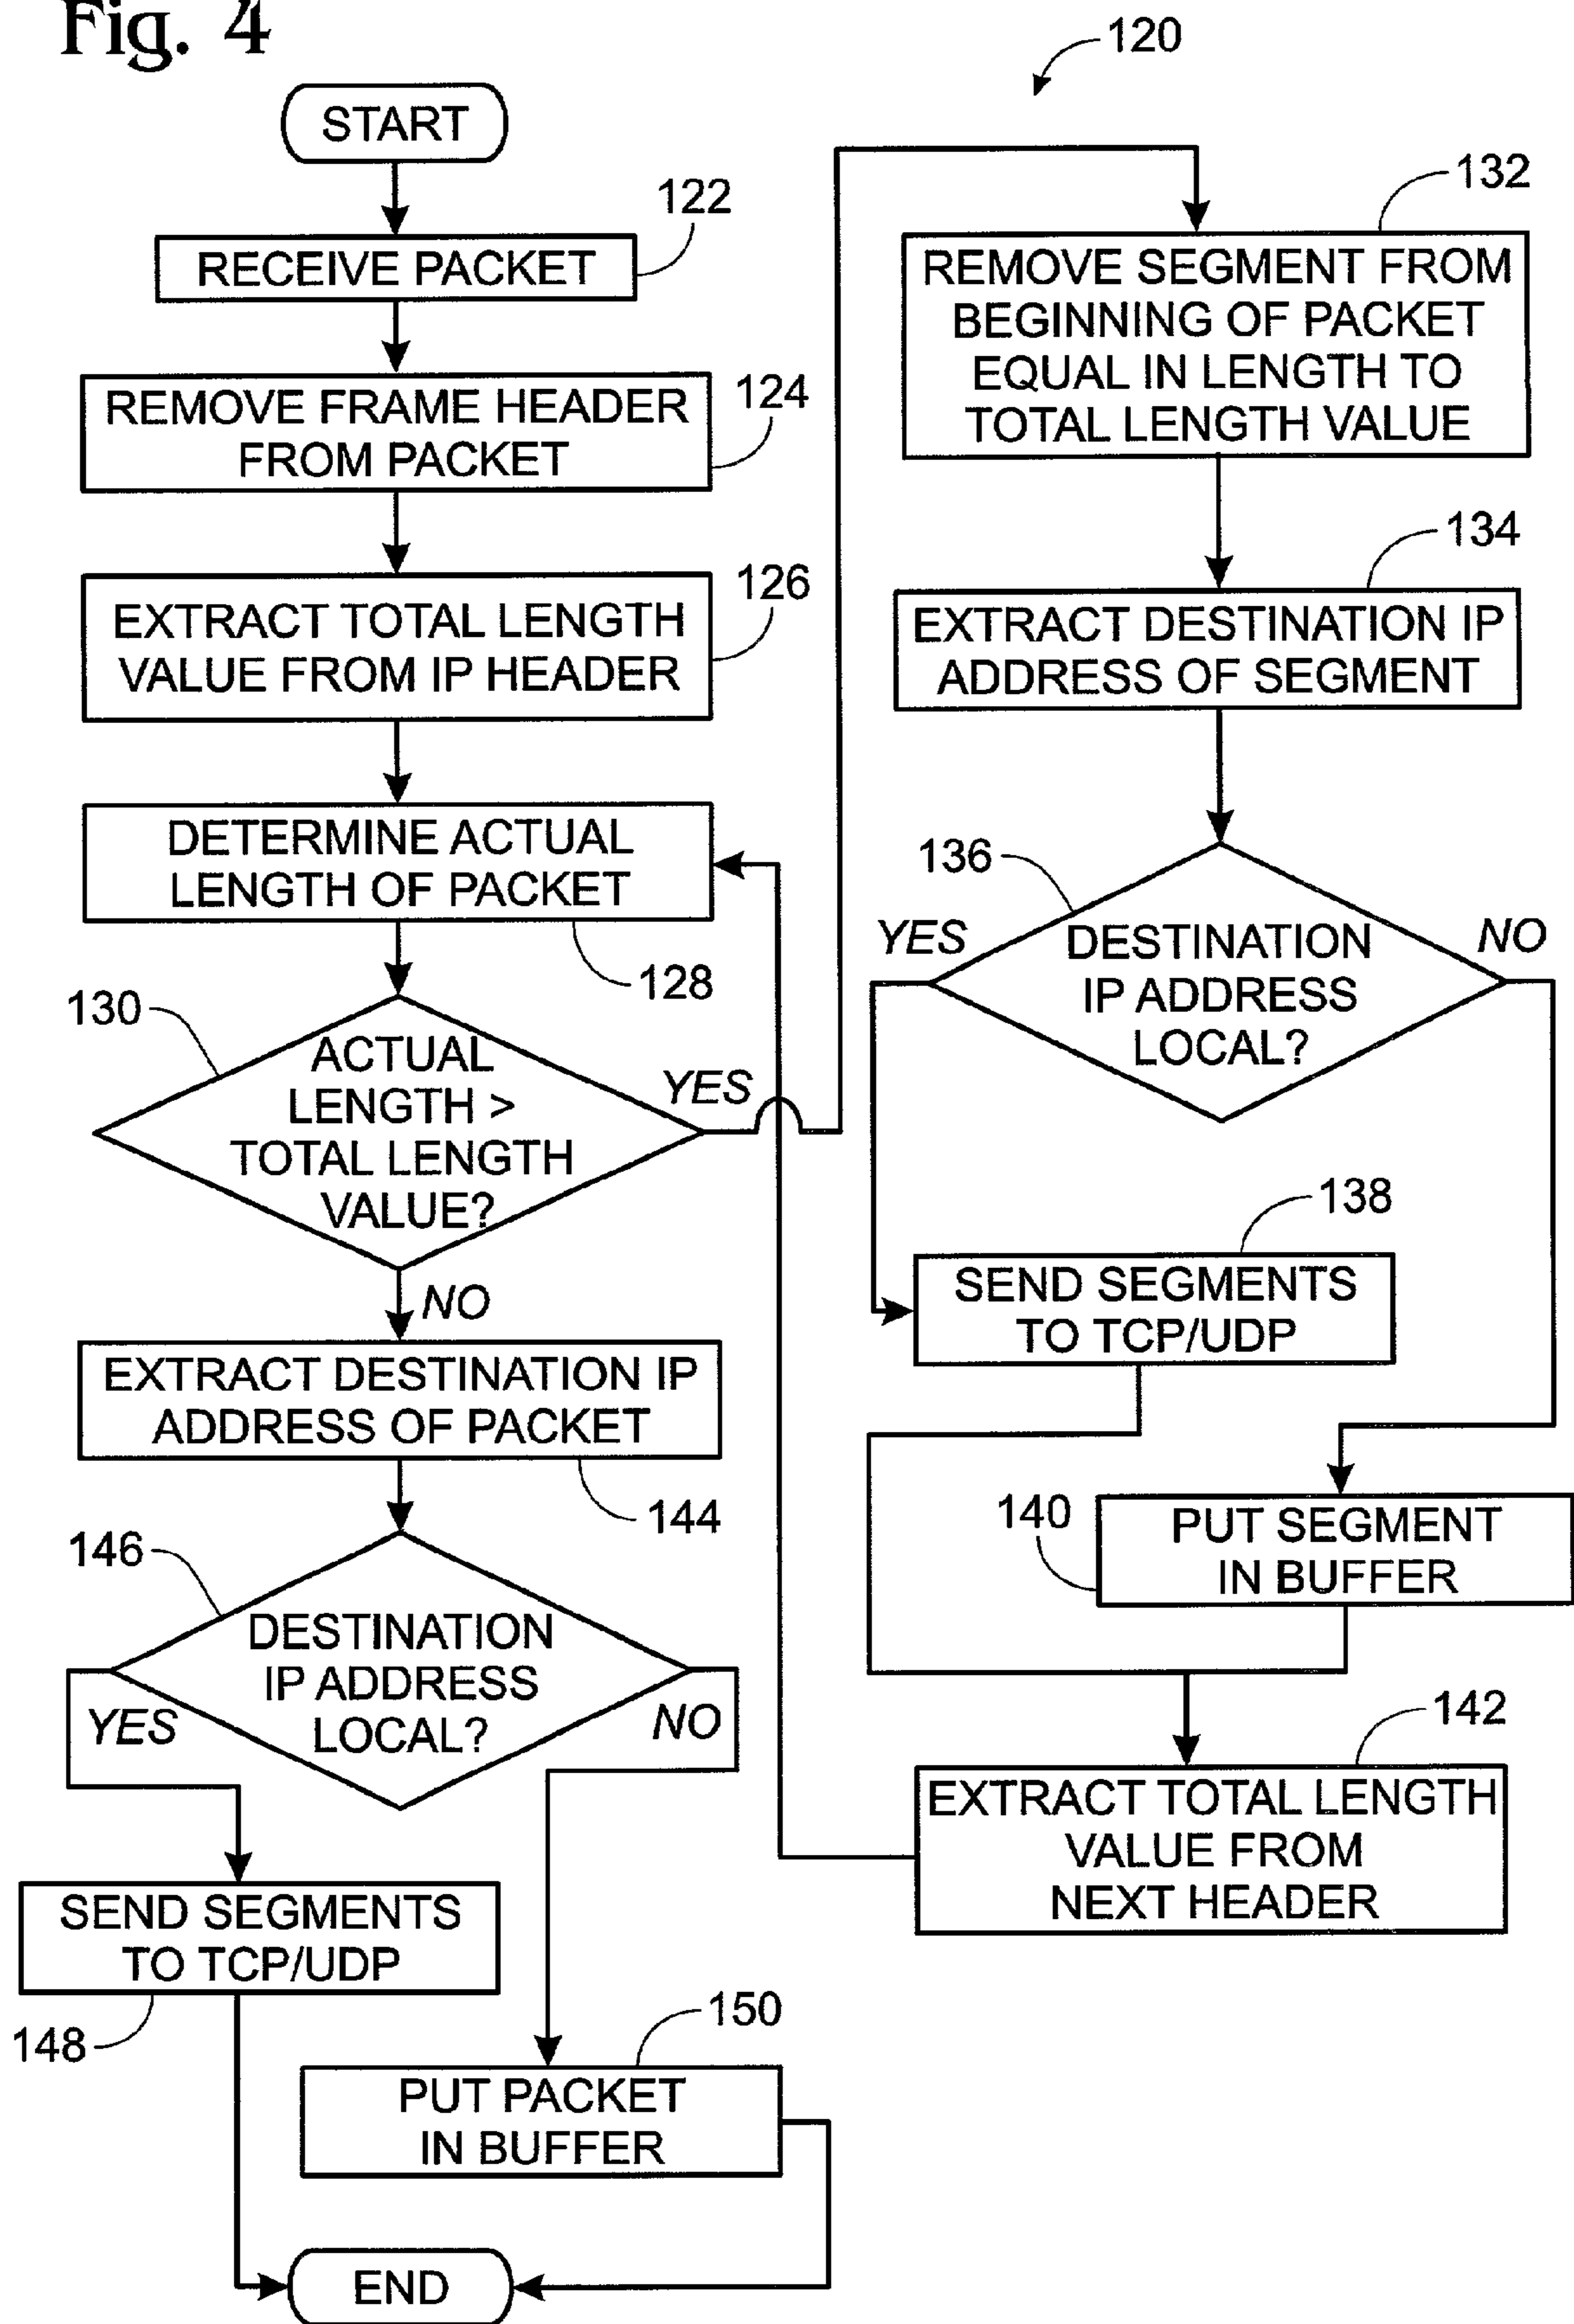 Fig. 4
120
START
122
RECEIVE PACKET
124
REMOVE FRAME HEADER
FROM PACKET
126
EXTRACT TOTAL LENGTH
VALUE FROM IP HEADER
DETERMINE ACTUAL
LENGTH OF PACKET
128
130
ACTUAL
LENGTH >
TOTAL LENGTH
VALUE?
YES
NO
132
REMOVE SEGMENT FROM
BEGINNING OF PACKET
EQUAL IN LENGTH TO
TOTAL LENGTH VALUE
134
EXTRACT DESTINATION IP
ADDRESS OF SEGMENT
136
YES
DESTINATION
IP ADDRESS
LOCAL?
NO
138
SEND SEGMENTS
TO TCP/UDP
140
PUT SEGMENT
IN BUFFER
142
EXTRACT TOTAL LENGTH
VALUE FROM
NEXT HEADER
EXTRACT DESTINATION IP
ADDRESS OF PACKET
144
146
DESTINATION
IP ADDRESS
LOCAL?
YES
NO
SEND SEGMENTS
TO TCP/UDP
148
150
PUT PACKET
IN BUFFER
END